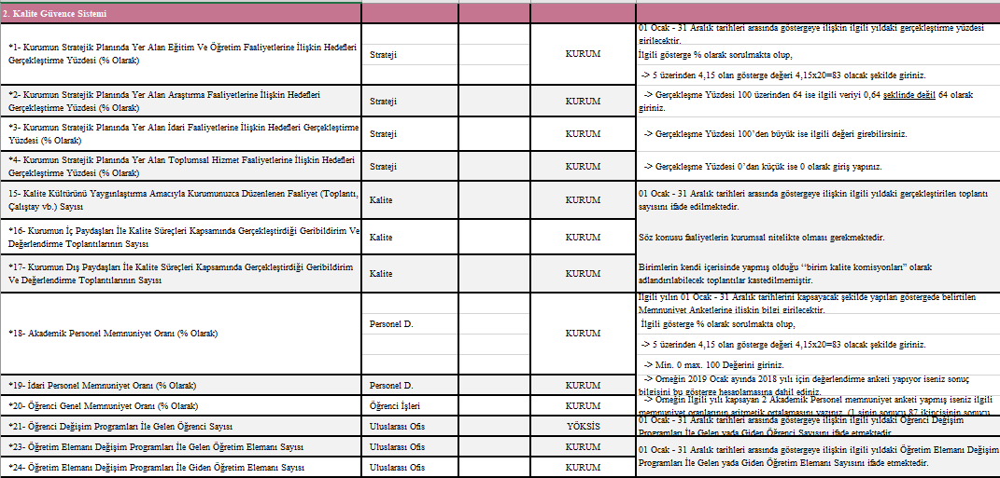 2. Kalite Güvence Sistemi
*1- Kurumun Stratejik Planında Yer Alan Eğitim Ve Öğretim Faaliyetlerine İlişkin Hedefleri
Gerçekleştirme Yüzdesi (% Olarak)
Strateji
KURUM
01 Ocak - 31 Aralık tarihleri arasında göstergeye ilişkin ilgili yıldaki gerçekleştirme yüzdesi
girilecektir.
İlgili gösterge % olarak sorulmakta olup,
-> 5 üzerinden 4,15 olan gösterge değeri 4,15x20=83 olacak şekilde giriniz.
*2- Kurumun Stratejik Planında Yer Alan Araştırma Faaliyetlerine İlişkin Hedefleri
Gerçekleştirme Yüzdesi (% Olarak)
Strateji
KURUM
-> Gerçekleşme Yüzdesi 100 üzerinden 64 ise ilgili veriyi 0,64 şeklinde değil 64 olarak
giriniz.
*3- Kurumun Stratejik Planında Yer Alan İdari Faaliyetlerine İlişkin Hedefleri Gerçekleştirme
Yüzdesi (% Olarak)
Strateji
KURUM
-> Gerçekleşme Yüzdesi 100’den büyük ise ilgili değeri girebilirsiniz.
*4- Kurumun Stratejik Planında Yer Alan Toplumsal Hizmet Faaliyetlerine İlişkin Hedefleri
Gerçekleştirme Yüzdesi (% Olarak)
Strateji
KURUM
-> Gerçekleşme Yüzdesi 0’dan küçük ise 0 olarak giriş yapınız.
15- Kalite Kültürünü Yaygınlaştırma Amacıyla Kurumunuzca Düzenlenen Faaliyet (Toplantı,
Çalıştay vb.) Sayısı
Kalite
KURUM
01 Ocak - 31 Aralık tarihleri arasında göstergeye ilişkin ilgili yıldaki gerçekleştirilen toplantı
sayısını ifade edilmektedir.
*16- Kurumun İç Paydaşları İle Kalite Süreçleri Kapsamında Gerçekleştirdiği Geribildirim Ve
Değerlendirme Toplantılarının Sayısı
Kalite
KURUM
Söz konusu faaliyetlerin kurumsal nitelikte olması gerekmektedir.
*17- Kurumun Dış Paydaşları İle Kalite Süreçleri Kapsamında Gerçekleştirdiği Geribildirim
Ve Değerlendirme Toplantılarının Sayısı
Kalite
KURUM
Birimlerin kendi içerisinde yapmış olduğu ‘‘birim kalite komisyonları” olarak
adlandırılabilecek toplantılar kastedilmemiştir.
*18- Akademik Personel Memnuniyet Oranı (% Olarak)
Personel D.
KURUM
İlgili yılın 01 Ocak - 31 Aralık tarihlerini kapsayacak şekilde yapılan göstergede belirtilen
Memnuniyet Anketlerine ilişkin bilgi girilecektir.
İlgili gösterge % olarak sorulmakta olup,
-> 5 üzerinden 4,15 olan gösterge değeri 4,15x20=83 olacak şekilde giriniz.
-> Min. 0 max. 100 Değerini giriniz.
*19- İdari Personel Memnuniyet Oranı (% Olarak)
Personel D.
KURUM
-> Örneğin 2019 Ocak ayında 2018 yılı için değerlendirme anketi yapıyor iseniz sonuç
bilgisini bu gösterge hesaplamasına dahil ediniz.
*20- Öğrenci Genel Memnuniyet Oranı (% Olarak)
Öğrenci İşleri
KURUM
-> Örneğin İlgili yılı kapsayan 2 Akademik Personel memnuniyet anketi yapmış iseniz ilgili
memnuniyet oranlarının aritmetik ortalamasını yazınız. (1.sinin sonucu 87 ikincisinin sonucu
*21- Öğrenci Değişim Programları İle Gelen Öğrenci Sayısı
Uluslarası Ofis
YÖKSİS
01 Ocak - 31 Aralık tarihleri arasında göstergeye ilişkin ilgili yıldaki Öğrenci Değişim
Programları İle Gelen yada Giden Öğrenci Sayısını ifade etmektedir.
*23- Öğretim Elemanı Değişim Programları İle Gelen Öğretim Elemanı Sayısı
Uluslarası Ofis
KURUM
01 Ocak - 31 Aralık tarihleri arasında göstergeye ilişkin ilgili yıldaki Öğretim Elemanı Değişim
Programları İle Gelen yada Giden Öğretim Elemanı Sayısını ifade etmektedir.
*24- Öğretim Elemanı Değişim Programları İle Giden Öğretim Elemanı Sayısı
Uluslarası Ofis
KURUM